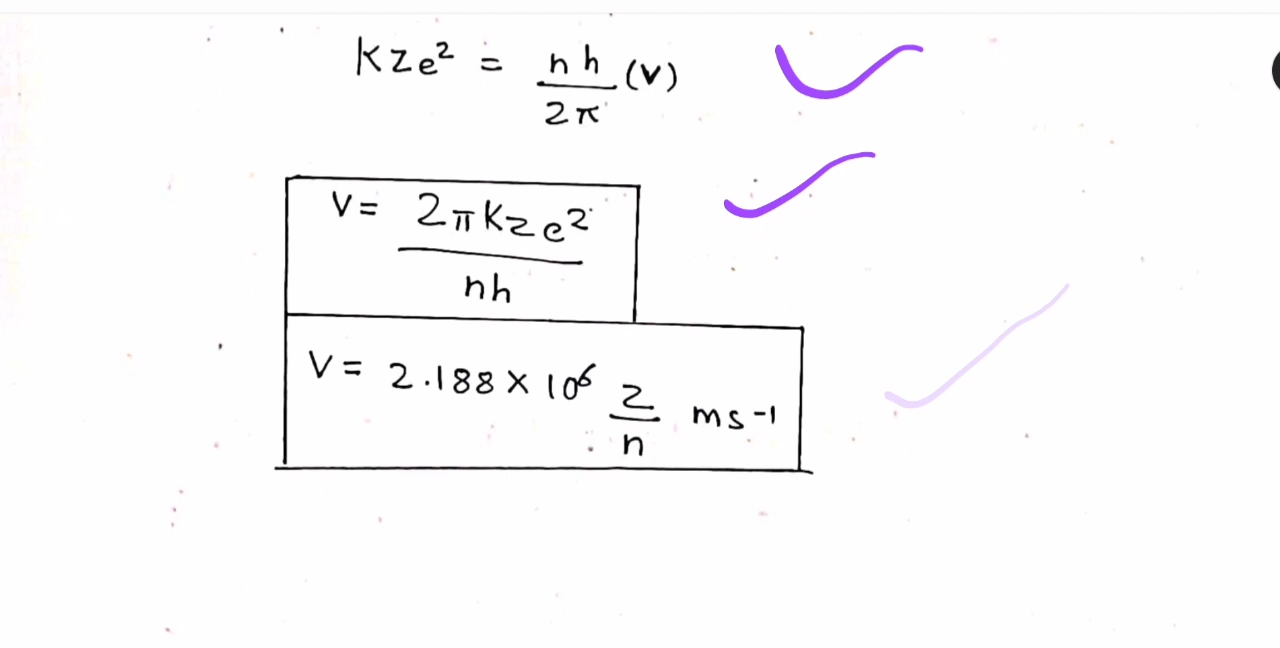 Kze² = nh/2π (v)
V = 2πKze²/nh
V = 2.188 × 10⁶ z/n ms⁻¹